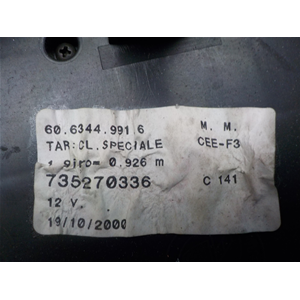 60.6344.991 6 M. M.
TAR:CL.SPECIALE CEE-F3
1 giro= 0.926 m
735270336 C 141
12 V.
19/10/2000